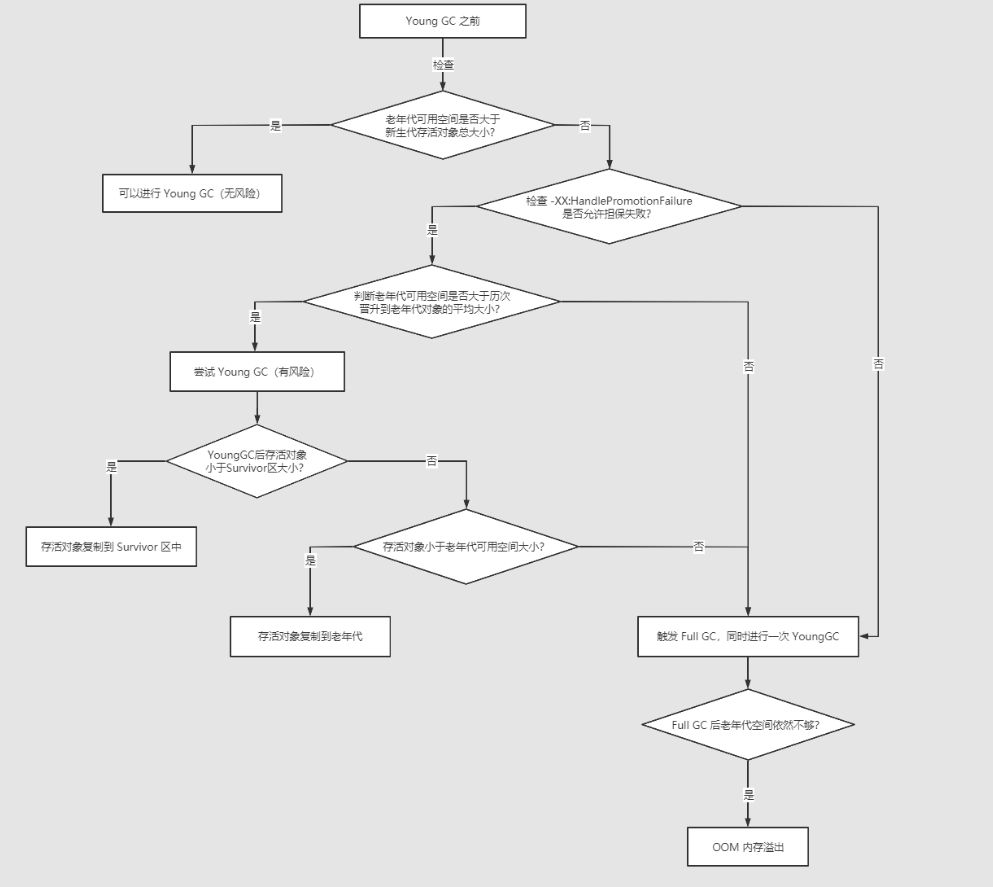 Young GC 之前
检查
老年代可用空间是否大于
新生代存活对象总大小?
是
否
可以进行 Young GC（无风险）
检查 -XX:HandlePromotionFailure
是否允许担保失败?
是
否
判断老年代可用空间是否大于历次
晋升到老年代对象的平均大小?
是
否
尝试 Young GC（有风险）
YoungGC后存活对象
小于Survivor区大小?
是
否
存活对象复制到 Survivor 区中
存活对象小于老年代可用空间大小?
是
否
存活对象复制到老年代
触发 Full GC，同时进行一次 YoungGC
Full GC 后老年代空间依然不够?
是
OOM 内存溢出